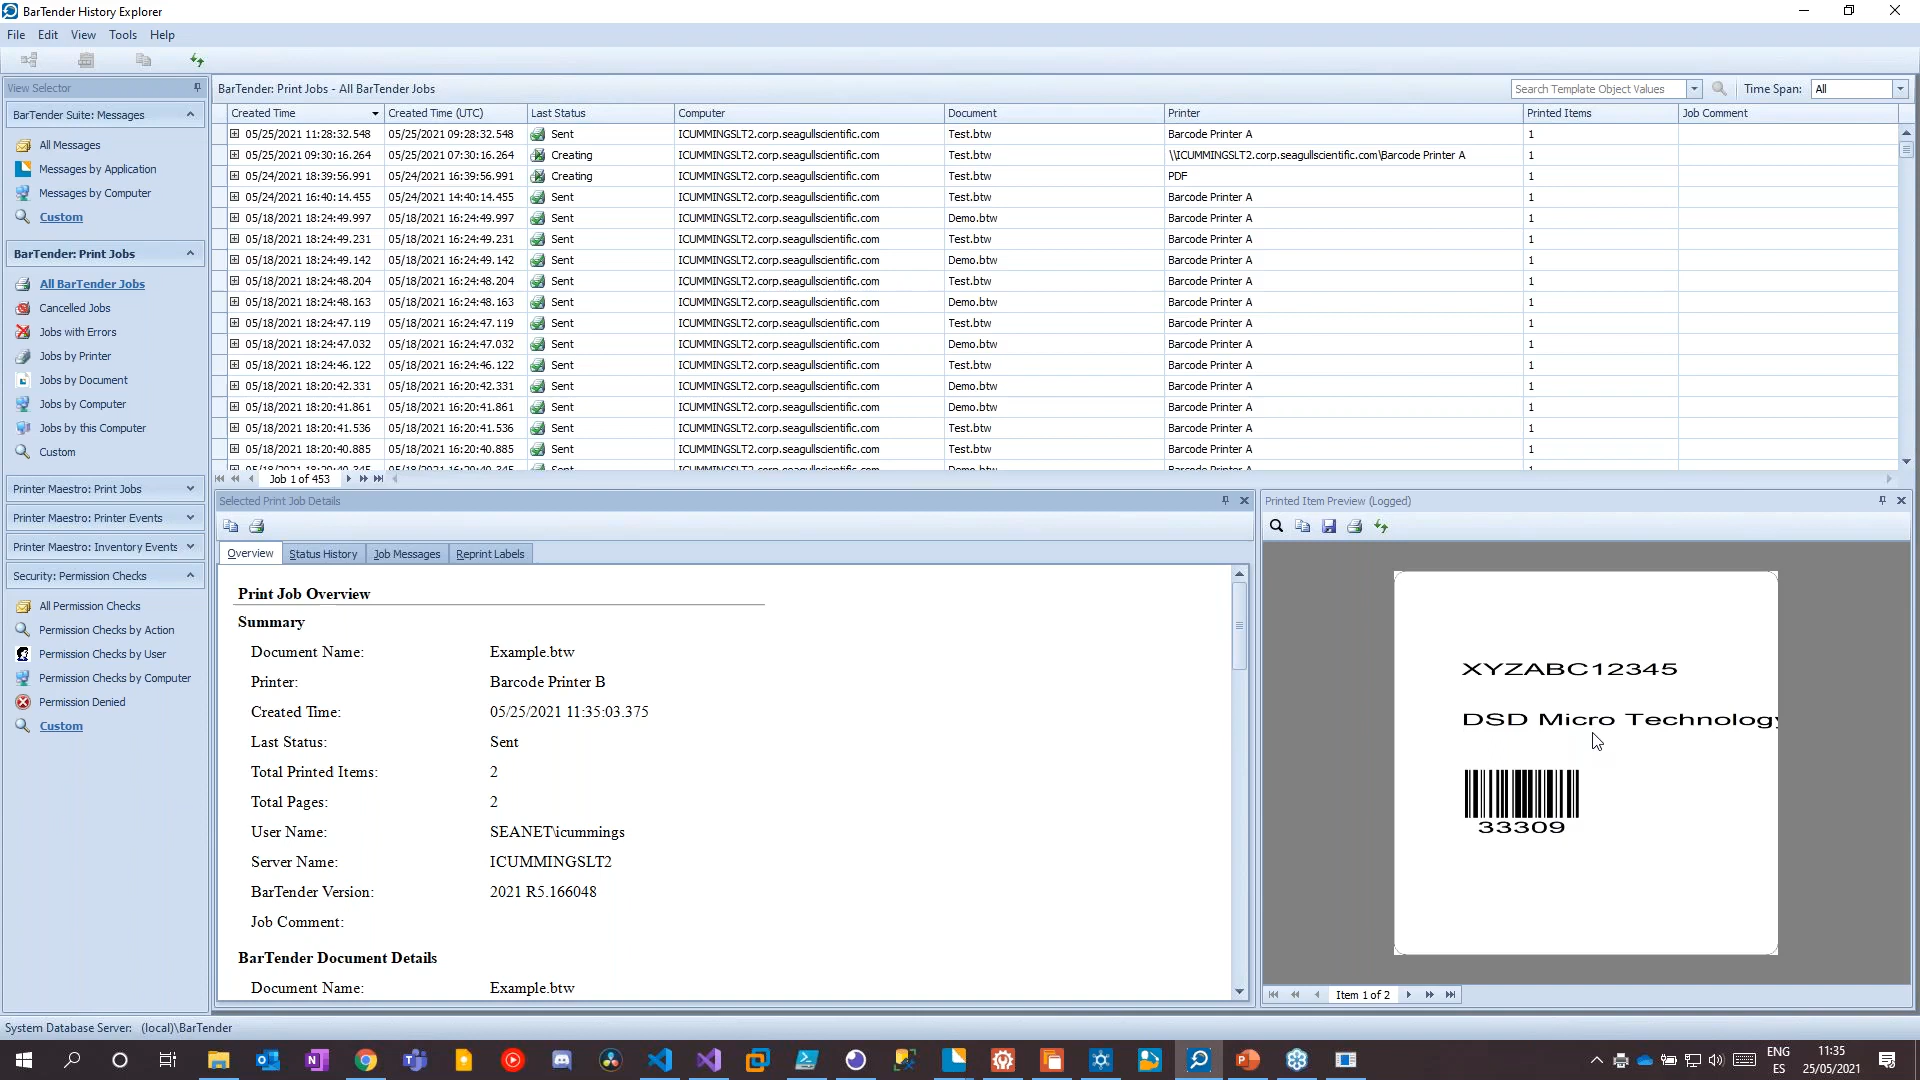 BarTender History Explorer
File Edit View Tools Help
View Selector
BarTender Suite: Messages
All Messages
Messages by Application
Messages by Computer
Custom
BarTender: Print Jobs
All BarTender Jobs
Cancelled Jobs
Jobs with Errors
Jobs by Printer
Jobs by Document
Jobs by Computer
Jobs by this Computer
Custom
Printer Maestro: Print Jobs
Printer Maestro: Printer Events
Printer Maestro: Inventory Events
Security: Permission Checks
All Permission Checks
Permission Checks by Action
Permission Checks by User
Permission Checks by Computer
Permission Denied
Custom
BarTender: Print Jobs - All BarTender Jobs
Search Template Object Values Time Span: All
Created Time Created Time (UTC) Last Status Computer Document Printer Printed Items Job Comment
05/25/2021 11:28:32.548 05/25/2021 09:28:32.548 Sent ICUMMINGSLT2.corp.seagullscientific.com Test.btw Barcode Printer A 1
05/25/2021 09:30:16.264 05/25/2021 07:30:16.264 Creating ICUMMINGSLT2.corp.seagullscientific.com Test.btw \\ICUMMINGSLT2.corp.seagullscientific.com\Barcode Printer A 1
05/24/2021 18:39:56.991 05/24/2021 16:39:56.991 Creating ICUMMINGSLT2.corp.seagullscientific.com Test.btw PDF 1
05/24/2021 16:40:14.455 05/24/2021 14:40:14.455 Sent ICUMMINGSLT2.corp.seagullscientific.com Test.btw Barcode Printer A 1
05/18/2021 18:24:49.997 05/18/2021 16:24:49.997 Sent ICUMMINGSLT2.corp.seagullscientific.com Demo.btw Barcode Printer A 1
05/18/2021 18:24:49.231 05/18/2021 16:24:49.231 Sent ICUMMINGSLT2.corp.seagullscientific.com Test.btw Barcode Printer A 1
05/18/2021 18:24:49.142 05/18/2021 16:24:49.142 Sent ICUMMINGSLT2.corp.seagullscientific.com Demo.btw Barcode Printer A 1
05/18/2021 18:24:48.204 05/18/2021 16:24:48.204 Sent ICUMMINGSLT2.corp.seagullscientific.com Test.btw Barcode Printer A 1
05/18/2021 18:24:48.163 05/18/2021 16:24:48.163 Sent ICUMMINGSLT2.corp.seagullscientific.com Demo.btw Barcode Printer A 1
05/18/2021 18:24:47.119 05/18/2021 16:24:47.119 Sent ICUMMINGSLT2.corp.seagullscientific.com Test.btw Barcode Printer A 1
05/18/2021 18:24:47.032 05/18/2021 16:24:47.032 Sent ICUMMINGSLT2.corp.seagullscientific.com Demo.btw Barcode Printer A 1
05/18/2021 18:24:46.122 05/18/2021 16:24:46.122 Sent ICUMMINGSLT2.corp.seagullscientific.com Test.btw Barcode Printer A 1
05/18/2021 18:20:42.331 05/18/2021 16:20:42.331 Sent ICUMMINGSLT2.corp.seagullscientific.com Demo.btw Barcode Printer A 1
05/18/2021 18:20:41.861 05/18/2021 16:20:41.861 Sent ICUMMINGSLT2.corp.seagullscientific.com Demo.btw Barcode Printer A 1
05/18/2021 18:20:41.536 05/18/2021 16:20:41.536 Sent ICUMMINGSLT2.corp.seagullscientific.com Test.btw Barcode Printer A 1
05/18/2021 18:20:40.885 05/18/2021 16:20:40.885 Sent ICUMMINGSLT2.corp.seagullscientific.com Test.btw Barcode Printer A 1
Job 1 of 453
Selected Print Job Details
Overview Status History Job Messages Reprint Labels
Print Job Overview
Summary
Document Name: Example.btw
Printer: Barcode Printer B
Created Time: 05/25/2021 11:35:03.375
Last Status: Sent
Total Printed Items: 2
Total Pages: 2
User Name: SEANET\icummings
Server Name: ICUMMINGSLT2
BarTender Version: 2021 R5.166048
Job Comment:
BarTender Document Details
Document Name: Example.btw
Printed Item Preview (Logged)
XYZABC12345
DSD Micro Technology
33309
Item 1 of 2
System Database Server: (local)\BarTender
ENG
ES
11:35
25/05/2021